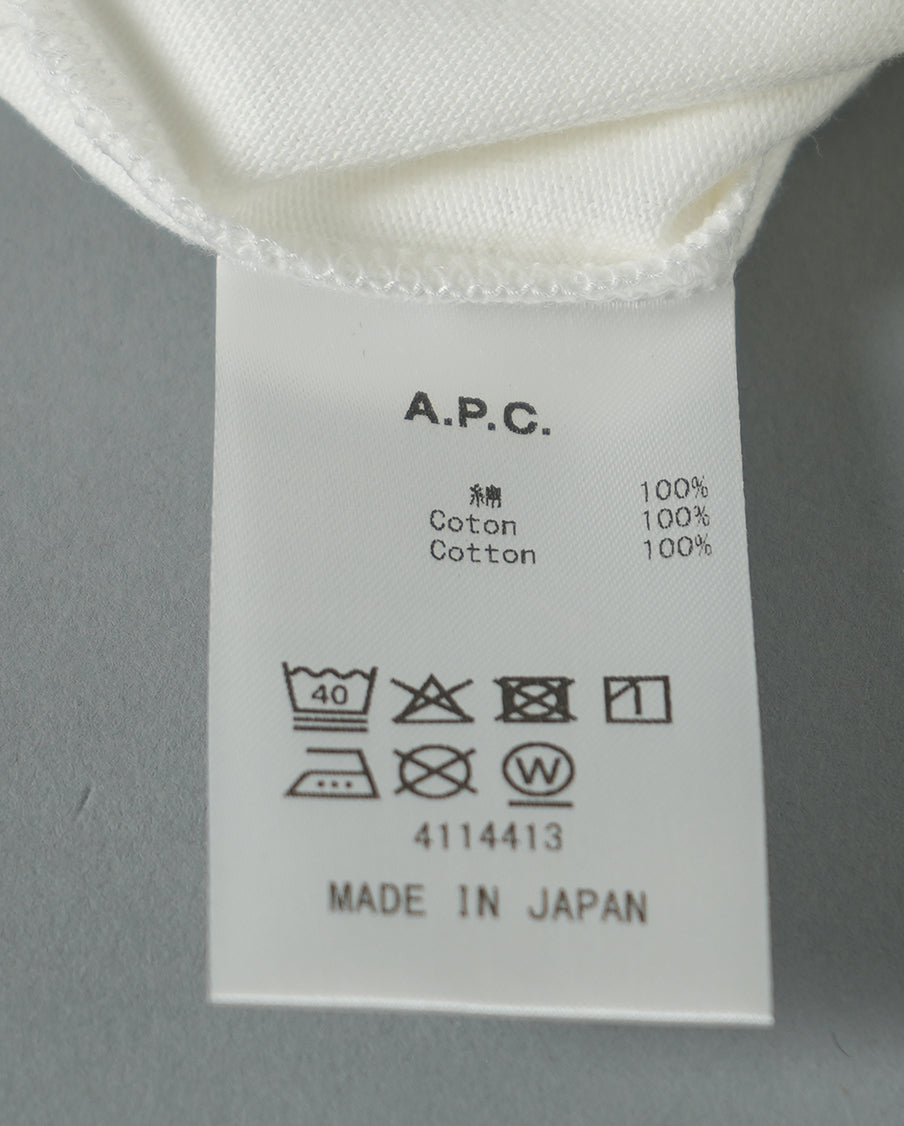 A.P.C.
綿 100%
Coton 100%
Cotton 100%
40
W
4114413
MADE IN JAPAN